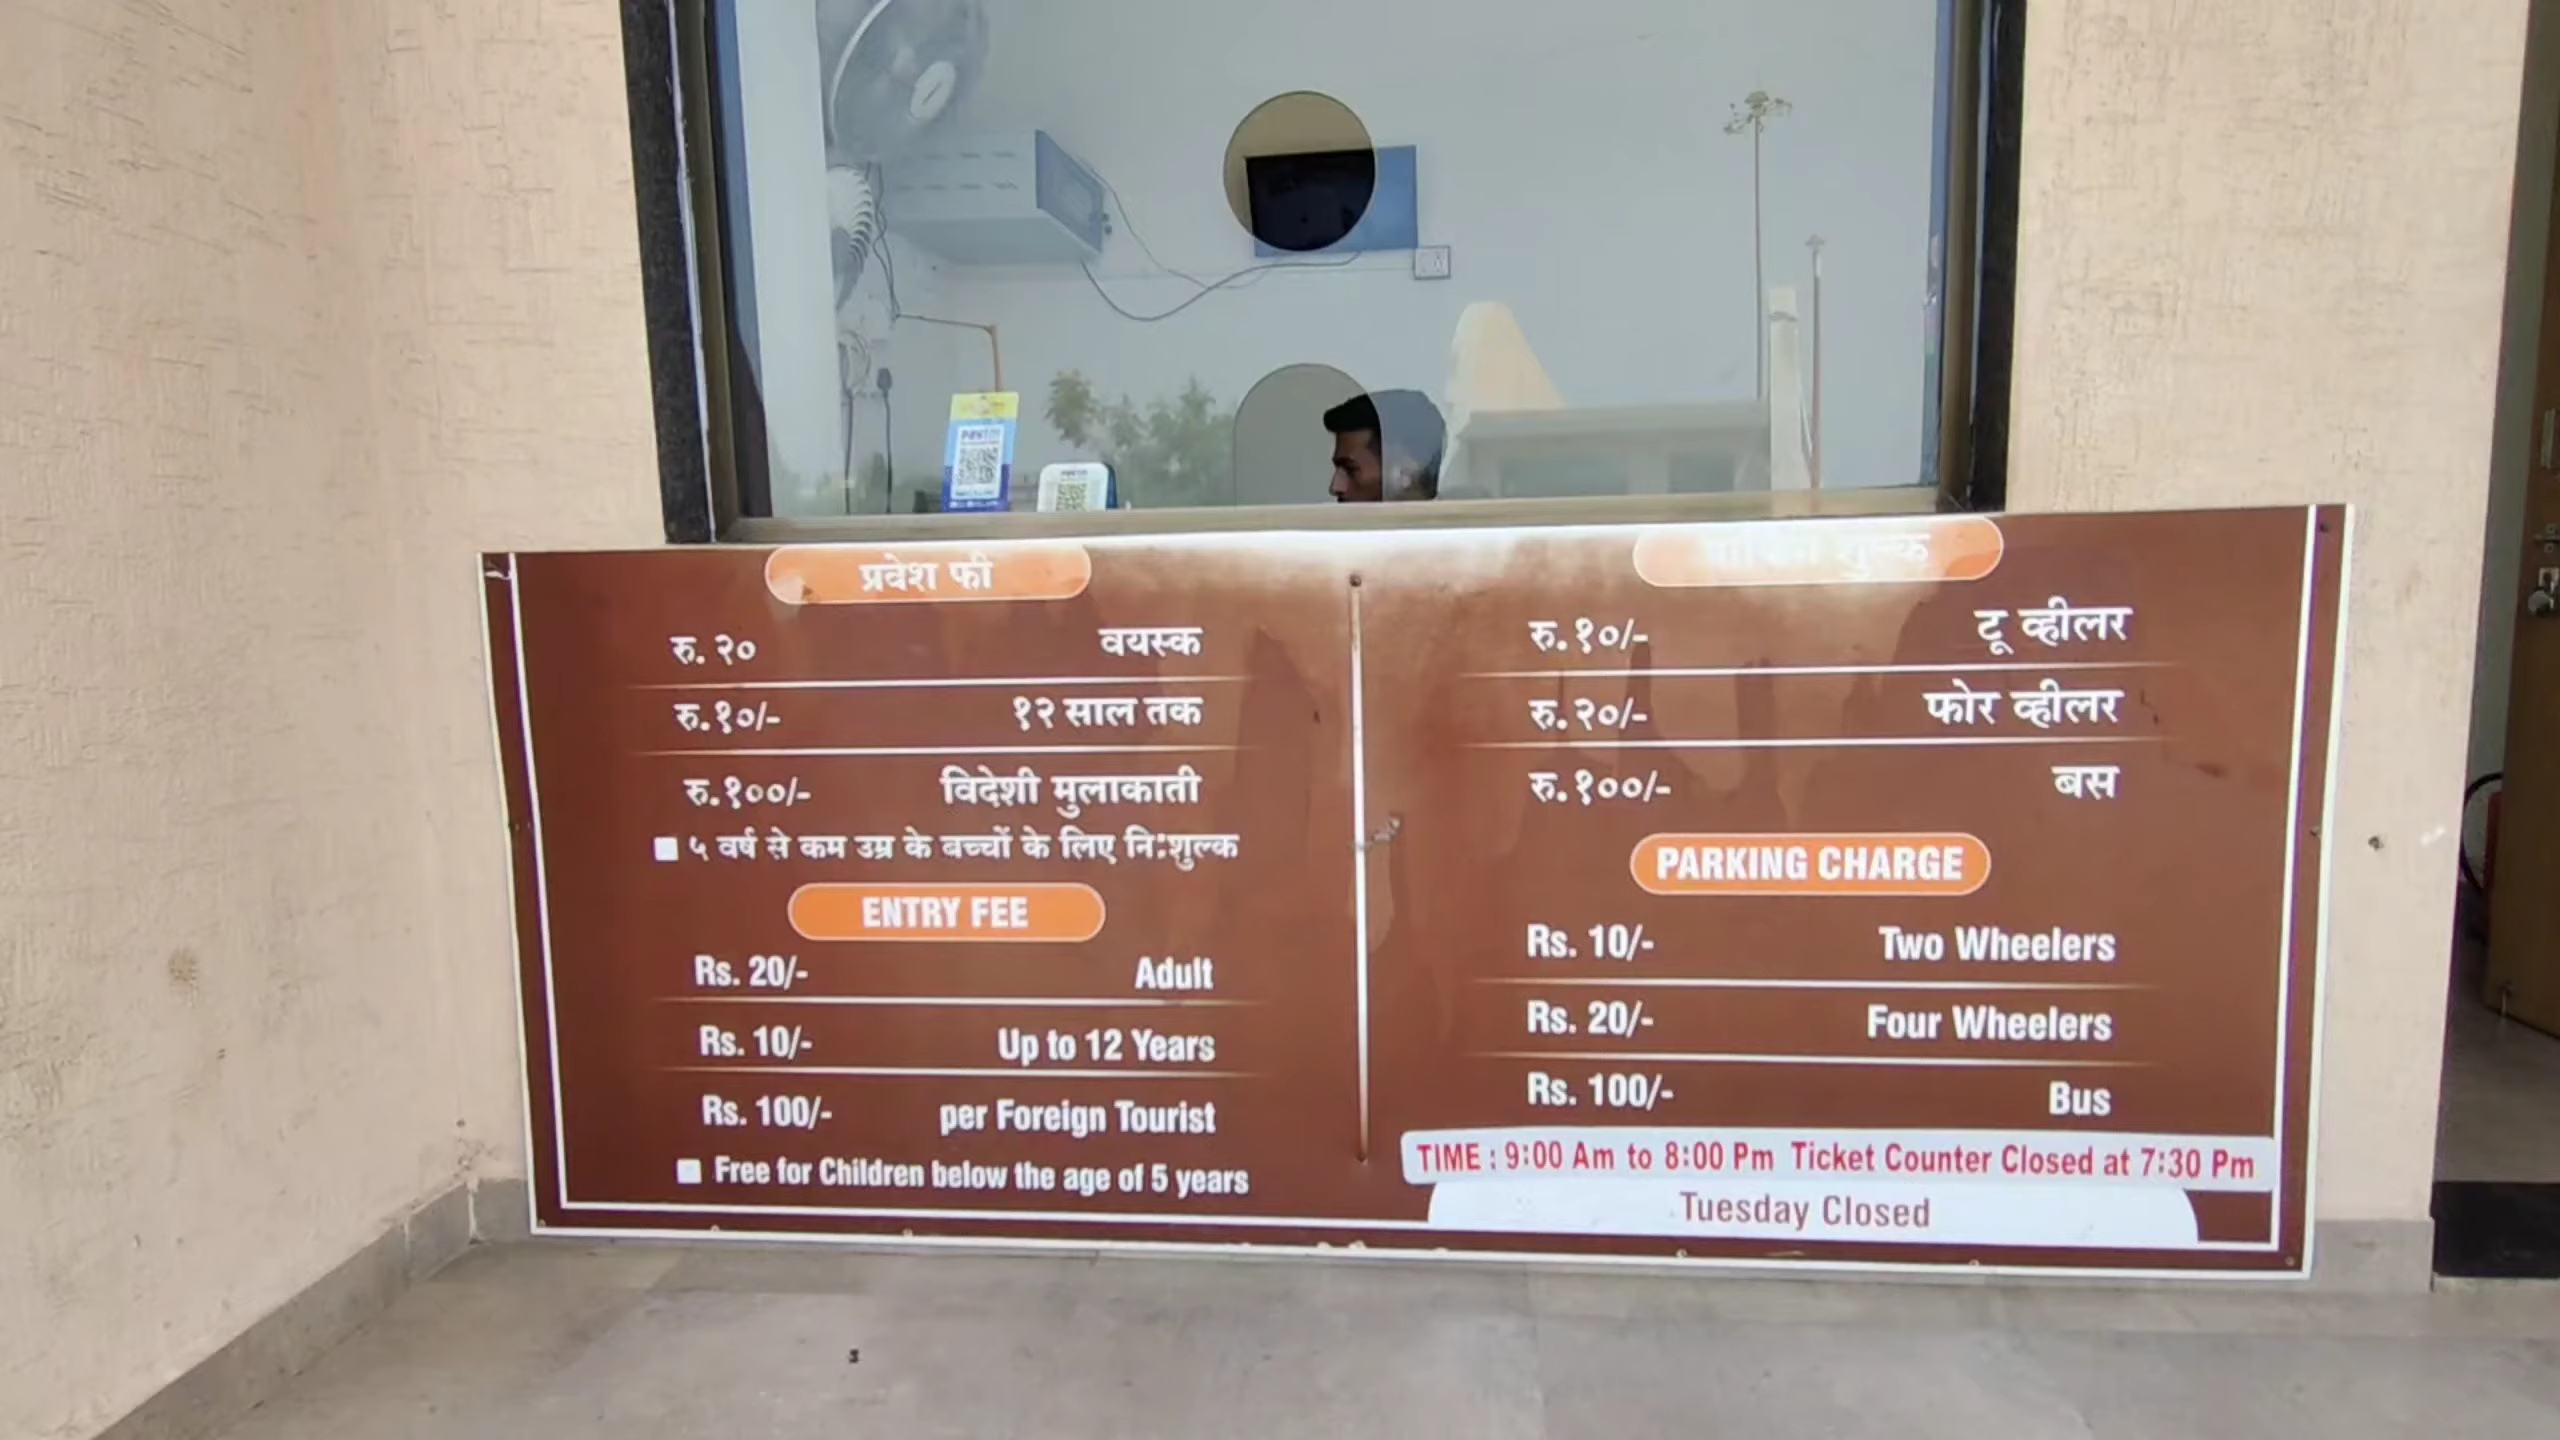 Paytm
Paytm
प्रवेश फी
रु. २० वयस्क
रु.१०/- १२ साल तक
रु.१००/- विदेशी मुलाकाती
५ वर्ष से कम उम्र के बच्चों के लिए नि:शुल्क
ENTRY FEE
Rs. 20/- Adult
Rs. 10/- Up to 12 Years
Rs. 100/- per Foreign Tourist
Free for Children below the age of 5 years
शुल्क
रु.१०/- टू व्हीलर
रु.२०/- फोर व्हीलर
रु.१००/- बस
PARKING CHARGE
Rs. 10/- Two Wheelers
Rs. 20/- Four Wheelers
Rs. 100/- Bus
TIME : 9:00 Am to 8:00 Pm Ticket Counter Closed at 7:30 Pm
Tuesday Closed